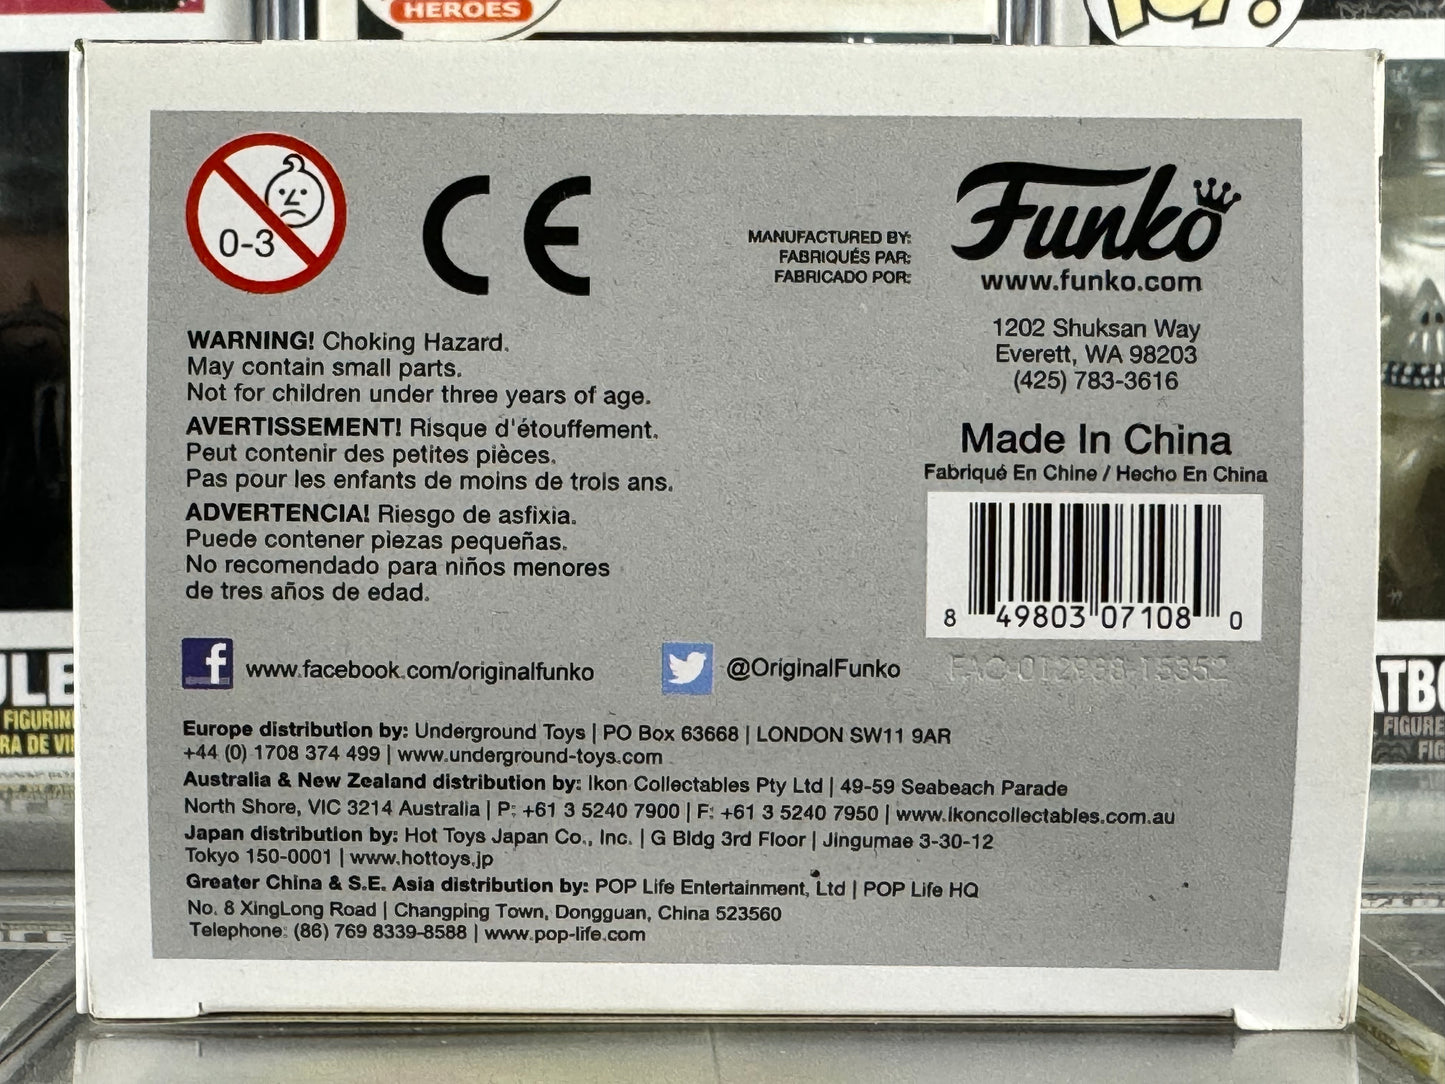 HEROES
0-3
CE
MANUFACTURED BY:
FABRIQUÉS PAR:
FABRICADO POR:
Funko
www.funko.com
1202 Shuksan Way
Everett, WA 98203
(425) 783-3616
WARNING! Choking Hazard.
May contain small parts.
Not for children under three years of age.
AVERTISSEMENT! Risque d'étouffement.
Peut contenir des petites pièces.
Pas pour les enfants de moins de trois ans.
ADVERTENCIA! Riesgo de asfixia.
Puede contener piezas pequeñas.
No recomendado para niños menores
de tres años de edad.
Made In China
Fabriqué En Chine / Hecho En China
8 49803 07108 0
f www.facebook.com/originalfunko
@OriginalFunko
Europe distribution by: Underground Toys | PO Box 63668 | LONDON SW11 9AR
+44 (0) 1708 374 499 | www.underground-toys.com
Australia & New Zealand distribution by: Ikon Collectables Pty Ltd | 49-59 Seabeach Parade
North Shore, VIC 3214 Australia | P: +61 3 5240 7900 | F: +61 3 5240 7950 | www.ikoncollectables.com.au
Japan distribution by: Hot Toys Japan Co., Inc. | G Bldg 3rd Floor | Jingumae 3-30-12
Tokyo 150-0001 | www.hottoys.jp
Greater China & S.E. Asia distribution by: POP Life Entertainment, Ltd | POP Life HQ
No. 8 XingLong Road | Changping Town, Dongguan, China 523560
Telephone: (86) 769 8339-8588 | www.pop-life.com